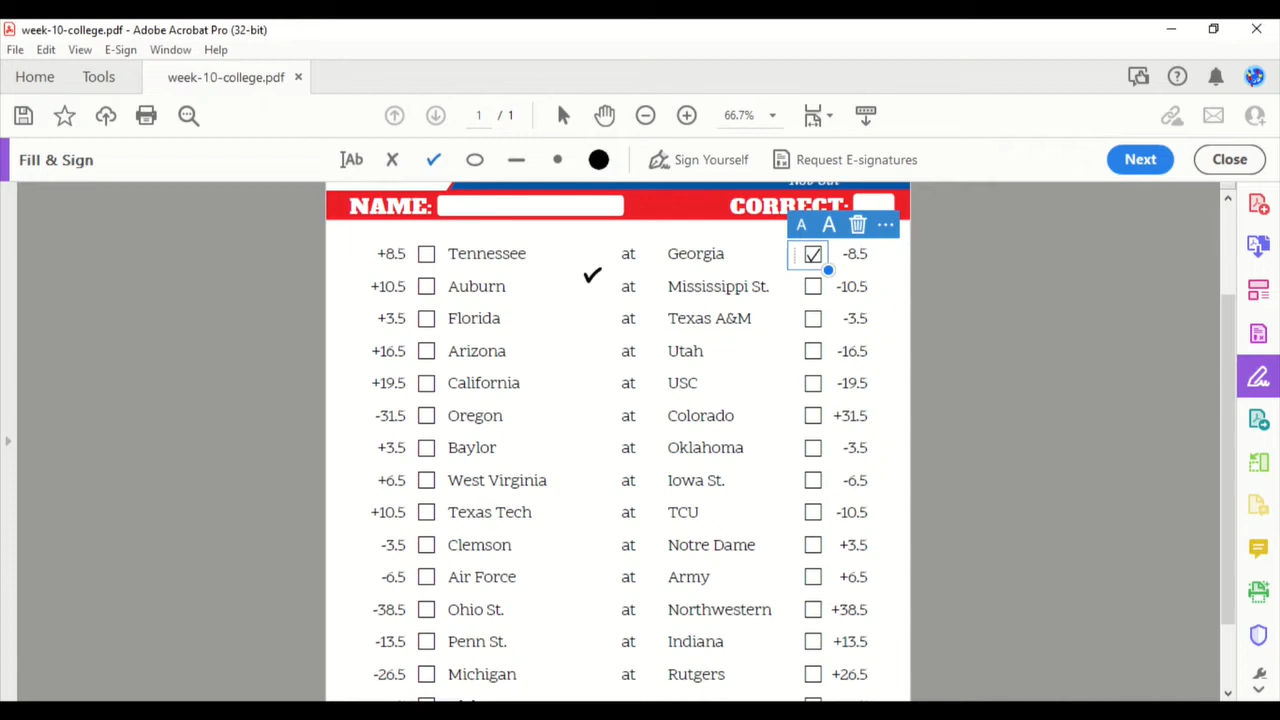 week-10-college.pdf - Adobe Acrobat Pro (32-bit)
File Edit View E-Sign Window Help
Home Tools week-10-college.pdf ×
1 / 1 66.7%
Fill & Sign Ab Sign Yourself Request E-signatures Next Close
NAME: CORRECT:
A A
+8.5 Tennessee at Georgia -8.5
+10.5 Auburn at Mississippi St. -10.5
+3.5 Florida at Texas A&M -3.5
+16.5 Arizona at Utah -16.5
+19.5 California at USC -19.5
-31.5 Oregon at Colorado +31.5
+3.5 Baylor at Oklahoma -3.5
+6.5 West Virginia at Iowa St. -6.5
+10.5 Texas Tech at TCU -10.5
-3.5 Clemson at Notre Dame +3.5
-6.5 Air Force at Army +6.5
-38.5 Ohio St. at Northwestern +38.5
-13.5 Penn St. at Indiana +13.5
-26.5 Michigan at Rutgers +26.5